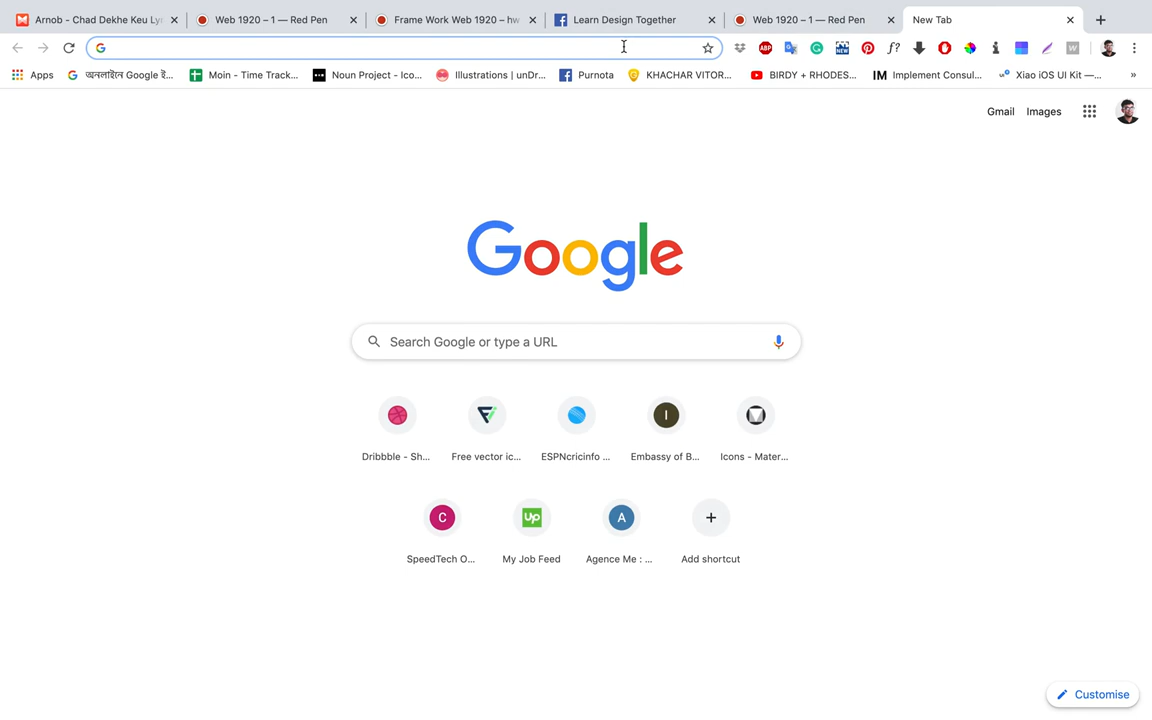 Arnob - Chad Dekhe Keu Ly
Web 1920 – 1 — Red Pen
Frame Work Web 1920 – hw
Learn Design Together
Web 1920 – 1 — Red Pen
New Tab
Apps
অনলাইনে Google ই...
Moin - Time Track...
Noun Project - Ico...
Illustrations | unDr...
Purnota
KHACHAR VITOR...
BIRDY + RHODES...
IM Implement Consul...
Xiao iOS UI Kit —...
»
Gmail Images
Google
Search Google or type a URL
Dribbble - Sh... Free vector ic... ESPNcricinfo ... Embassy of B... Icons - Mater...
SpeedTech O... My Job Feed Agence Me : ... Add shortcut
Customise